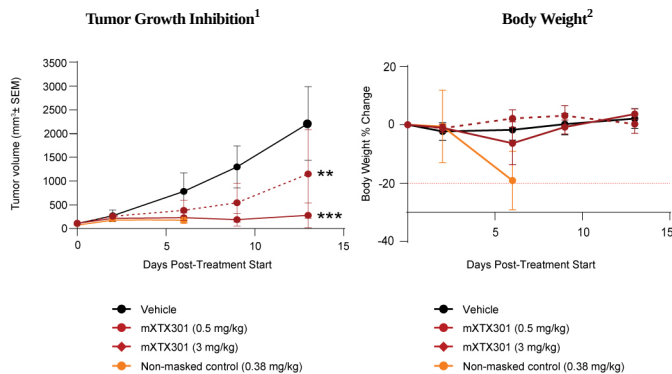 Tumor Growth Inhibition1
Tumor volume (mm3± SEM)
3500
3000
2500
2000
1500
1000
500
0
**
***
0
5
10
15
Days Post-Treatment Start
Vehicle
mXTX301 (0.5 mg/kg)
mXTX301 (3 mg/kg)
Non-masked control (0.38 mg/kg)
Body Weight2
Body Weight % Change
20
0
-20
-40
5
10
15
Days Post-Treatment Start
Vehicle
mXTX301 (0.5 mg/kg)
mXTX301 (3 mg/kg)
Non-masked control (0.38 mg/kg)